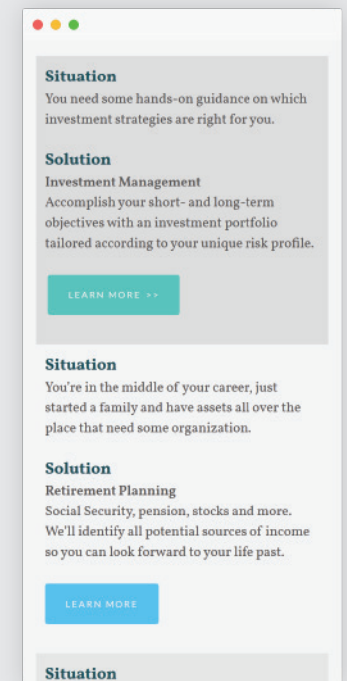 Situation
You need some hands-on guidance on which
investment strategies are right for you.
Solution
Investment Management
Accomplish your short- and long-term
objectives with an investment portfolio
tailored according to your unique risk profile.
LEARN MORE >>
Situation
You're in the middle of your career, just
started a family and have assets all over the
place that need some organization.
Solution
Retirement Planning
Social Security, pension, stocks and more.
We'll identify all potential sources of income
so you can look forward to your life past.
LEARN MORE
Situation